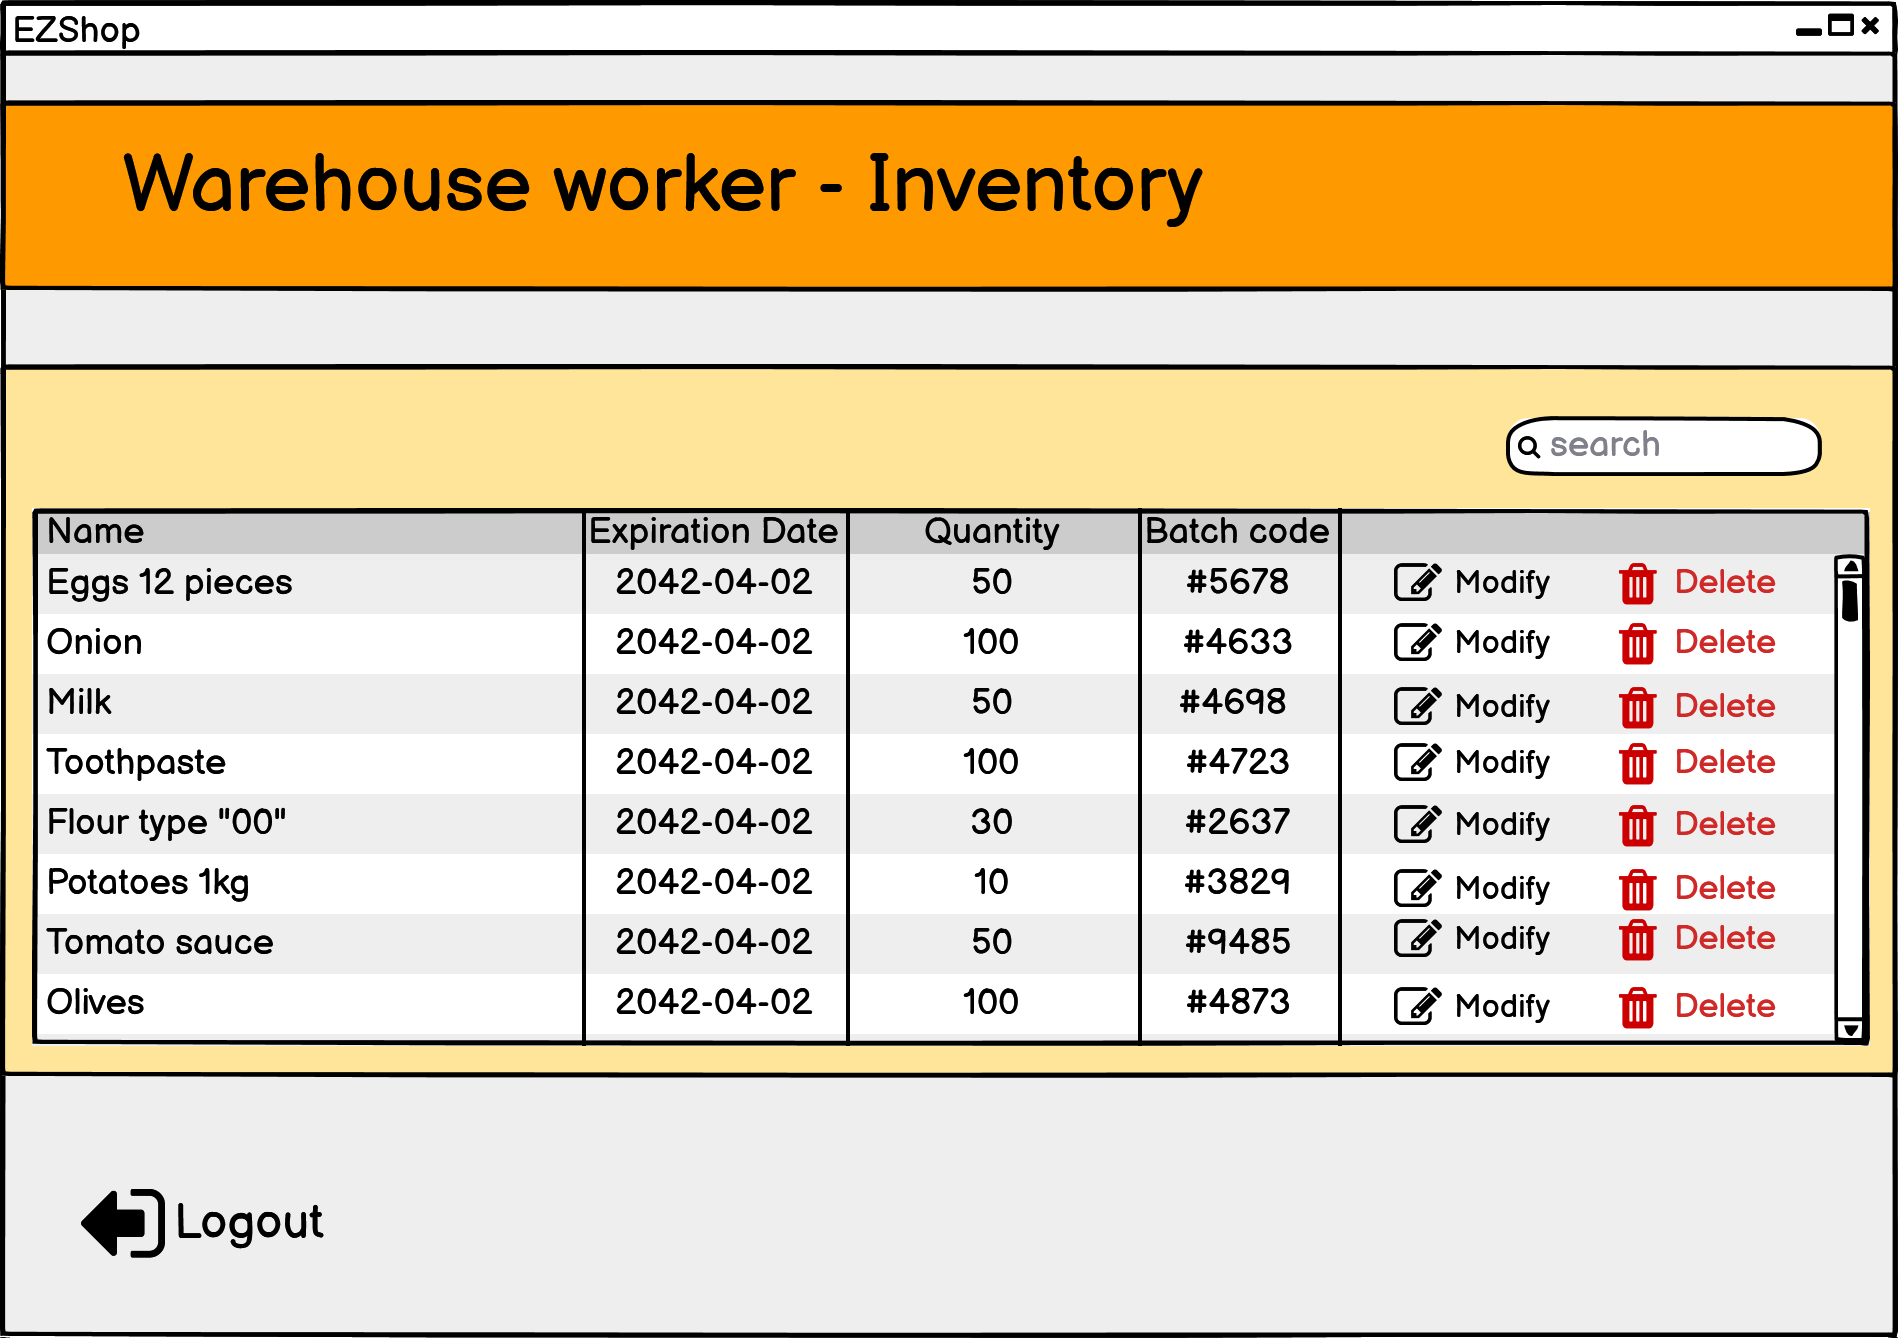 EZShop
Warehouse worker - Inventory
search
Name Expiration Date Quantity Batch code
Eggs 12 pieces 2042-04-02 50 #5678 Modify Delete
Onion 2042-04-02 100 #4633 Modify Delete
Milk 2042-04-02 50 #4698 Modify Delete
Toothpaste 2042-04-02 100 #4723 Modify Delete
Flour type "00" 2042-04-02 30 #2637 Modify Delete
Potatoes 1kg 2042-04-02 10 #3829 Modify Delete
Tomato sauce 2042-04-02 50 #9485 Modify Delete
Olives 2042-04-02 100 #4873 Modify Delete
Logout